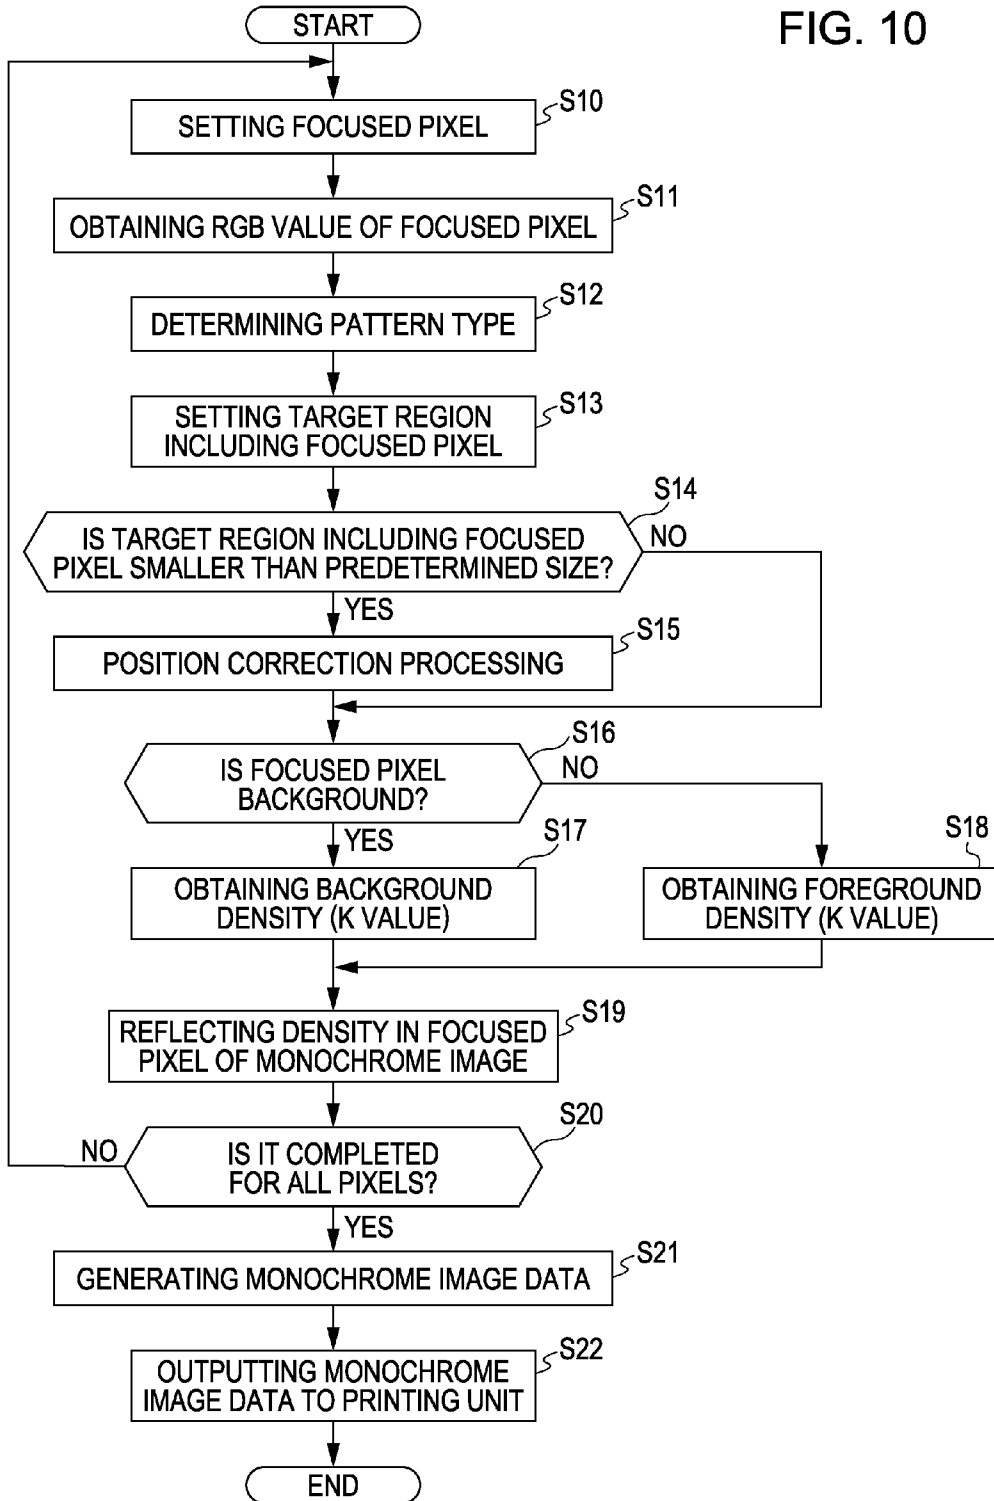 FIG. 10
START
S10
SETTING FOCUSED PIXEL
S11
OBTAINING RGB VALUE OF FOCUSED PIXEL
S12
DETERMINING PATTERN TYPE
S13
SETTING TARGET REGION
INCLUDING FOCUSED PIXEL
S14
IS TARGET REGION INCLUDING FOCUSED
PIXEL SMALLER THAN PREDETERMINED SIZE?
NO
YES
S15
POSITION CORRECTION PROCESSING
S16
IS FOCUSED PIXEL
BACKGROUND?
NO
YES
S17
OBTAINING BACKGROUND
DENSITY (K VALUE)
S18
OBTAINING FOREGROUND
DENSITY (K VALUE)
S19
REFLECTING DENSITY IN FOCUSED
PIXEL OF MONOCHROME IMAGE
S20
NO
IS IT COMPLETED
FOR ALL PIXELS?
YES
S21
GENERATING MONOCHROME IMAGE DATA
S22
OUTPUTTING MONOCHROME
IMAGE DATA TO PRINTING UNIT
END